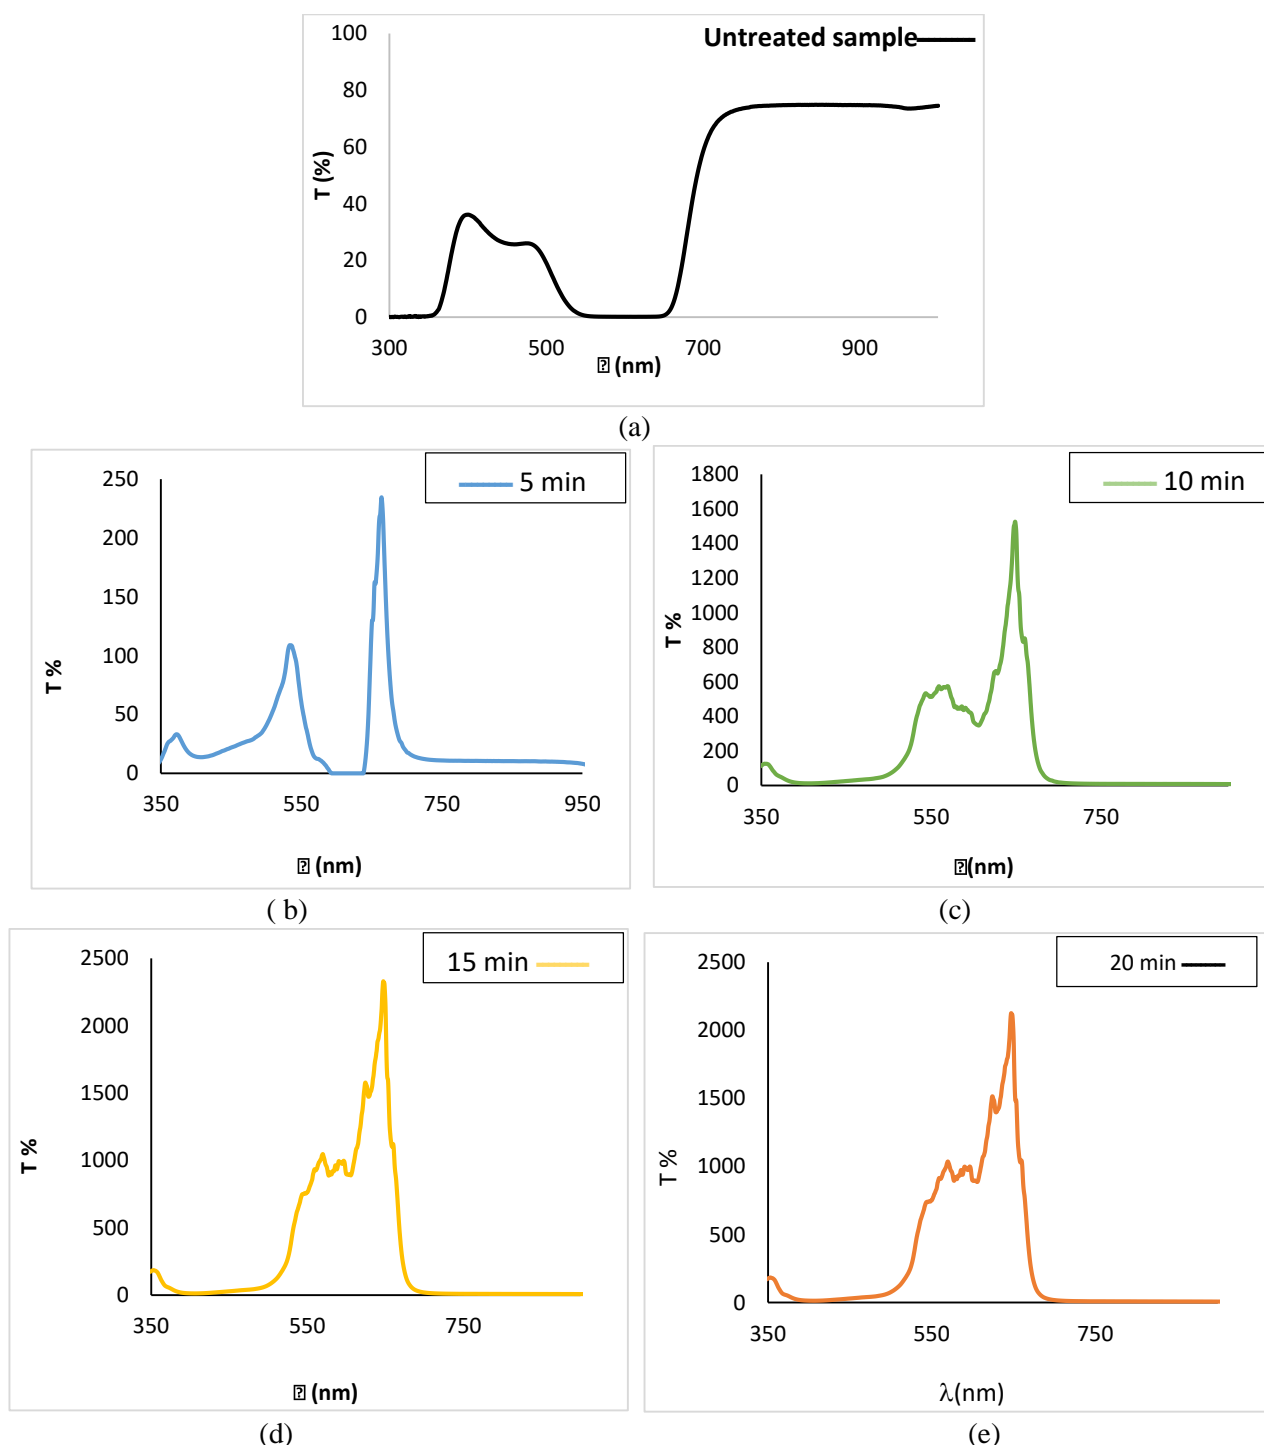 Untreated sample
100
80
60
40
20
0
T (%)
300 500 700 900
⍰ (nm)
(a)
5 min
250
200
150
100
50
0
T %
350 550 750 950
⍰ (nm)
( b)
10 min
1800
1600
1400
1200
1000
800
600
400
200
0
T %
350 550 750
⍰(nm)
(c)
15 min
2500
2000
1500
1000
500
0
T %
350 550 750
⍰ (nm)
(d)
20 min
2500
2000
1500
1000
500
0
T %
350 550 750
λ(nm)
(e)